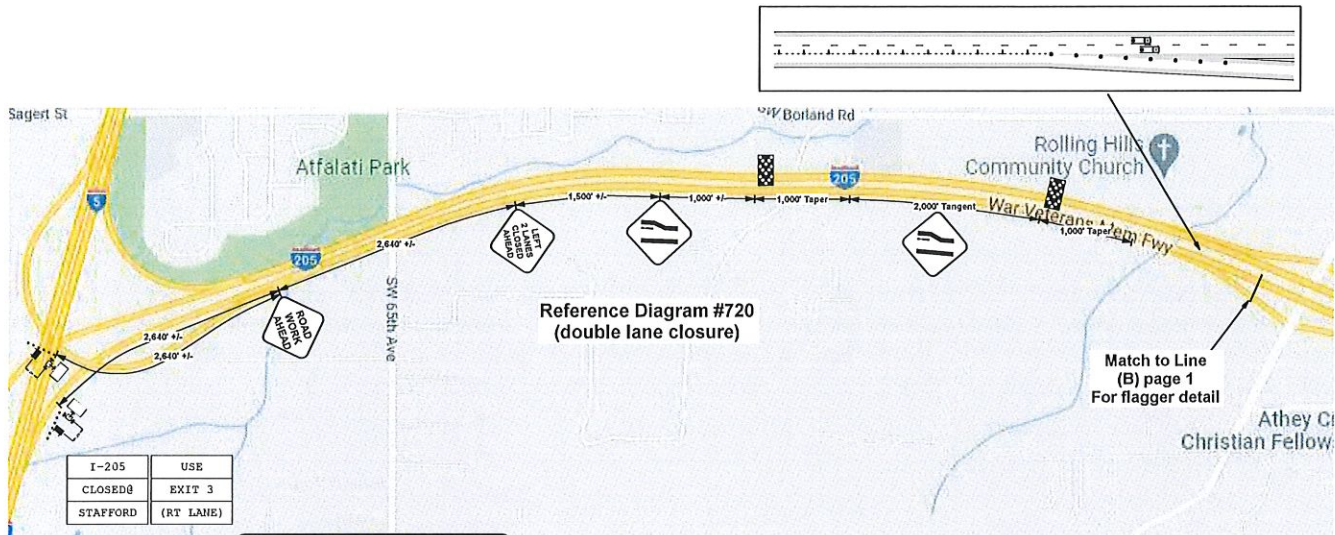 Sagert St
SW Borland Rd
Rolling Hills
Community Church
Atfalati Park
5
205
205
1,500' +/-
1,000' +/-
1,000' Taper
2,000' Tangent
1,000' Taper
War Veterans Mem Fwy
2,640' +/-
LEFT
2 LANES
CLOSED
AHEAD
SW 65th Ave
ROAD
WORK
AHEAD
Reference Diagram #720
(double lane closure)
2,640' +/-
2,640' +/-
Match to Line
(B) page 1
For flagger detail
Athey Cr
Christian Fellows
I-205 USE
CLOSED@ EXIT 3
STAFFORD (RT LANE)